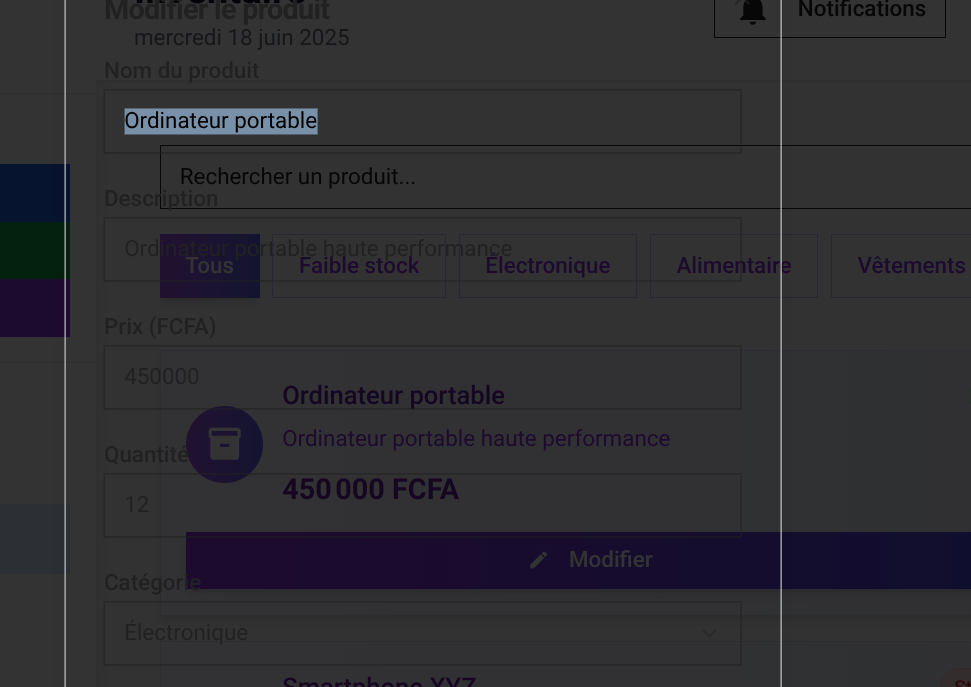 Modifier le produit
mercredi 18 juin 2025
Notifications
Nom du produit
Ordinateur portable
Rechercher un produit...
Description
Ordinateur portable haute performance
Tous
Faible stock
Electronique
Alimentaire
Vêtements
Prix (FCFA)
450000
Ordinateur portable
Ordinateur portable haute performance
Quantité
450 000 FCFA
12
Modifier
Catégorie
Électronique
Smartphone XYZ